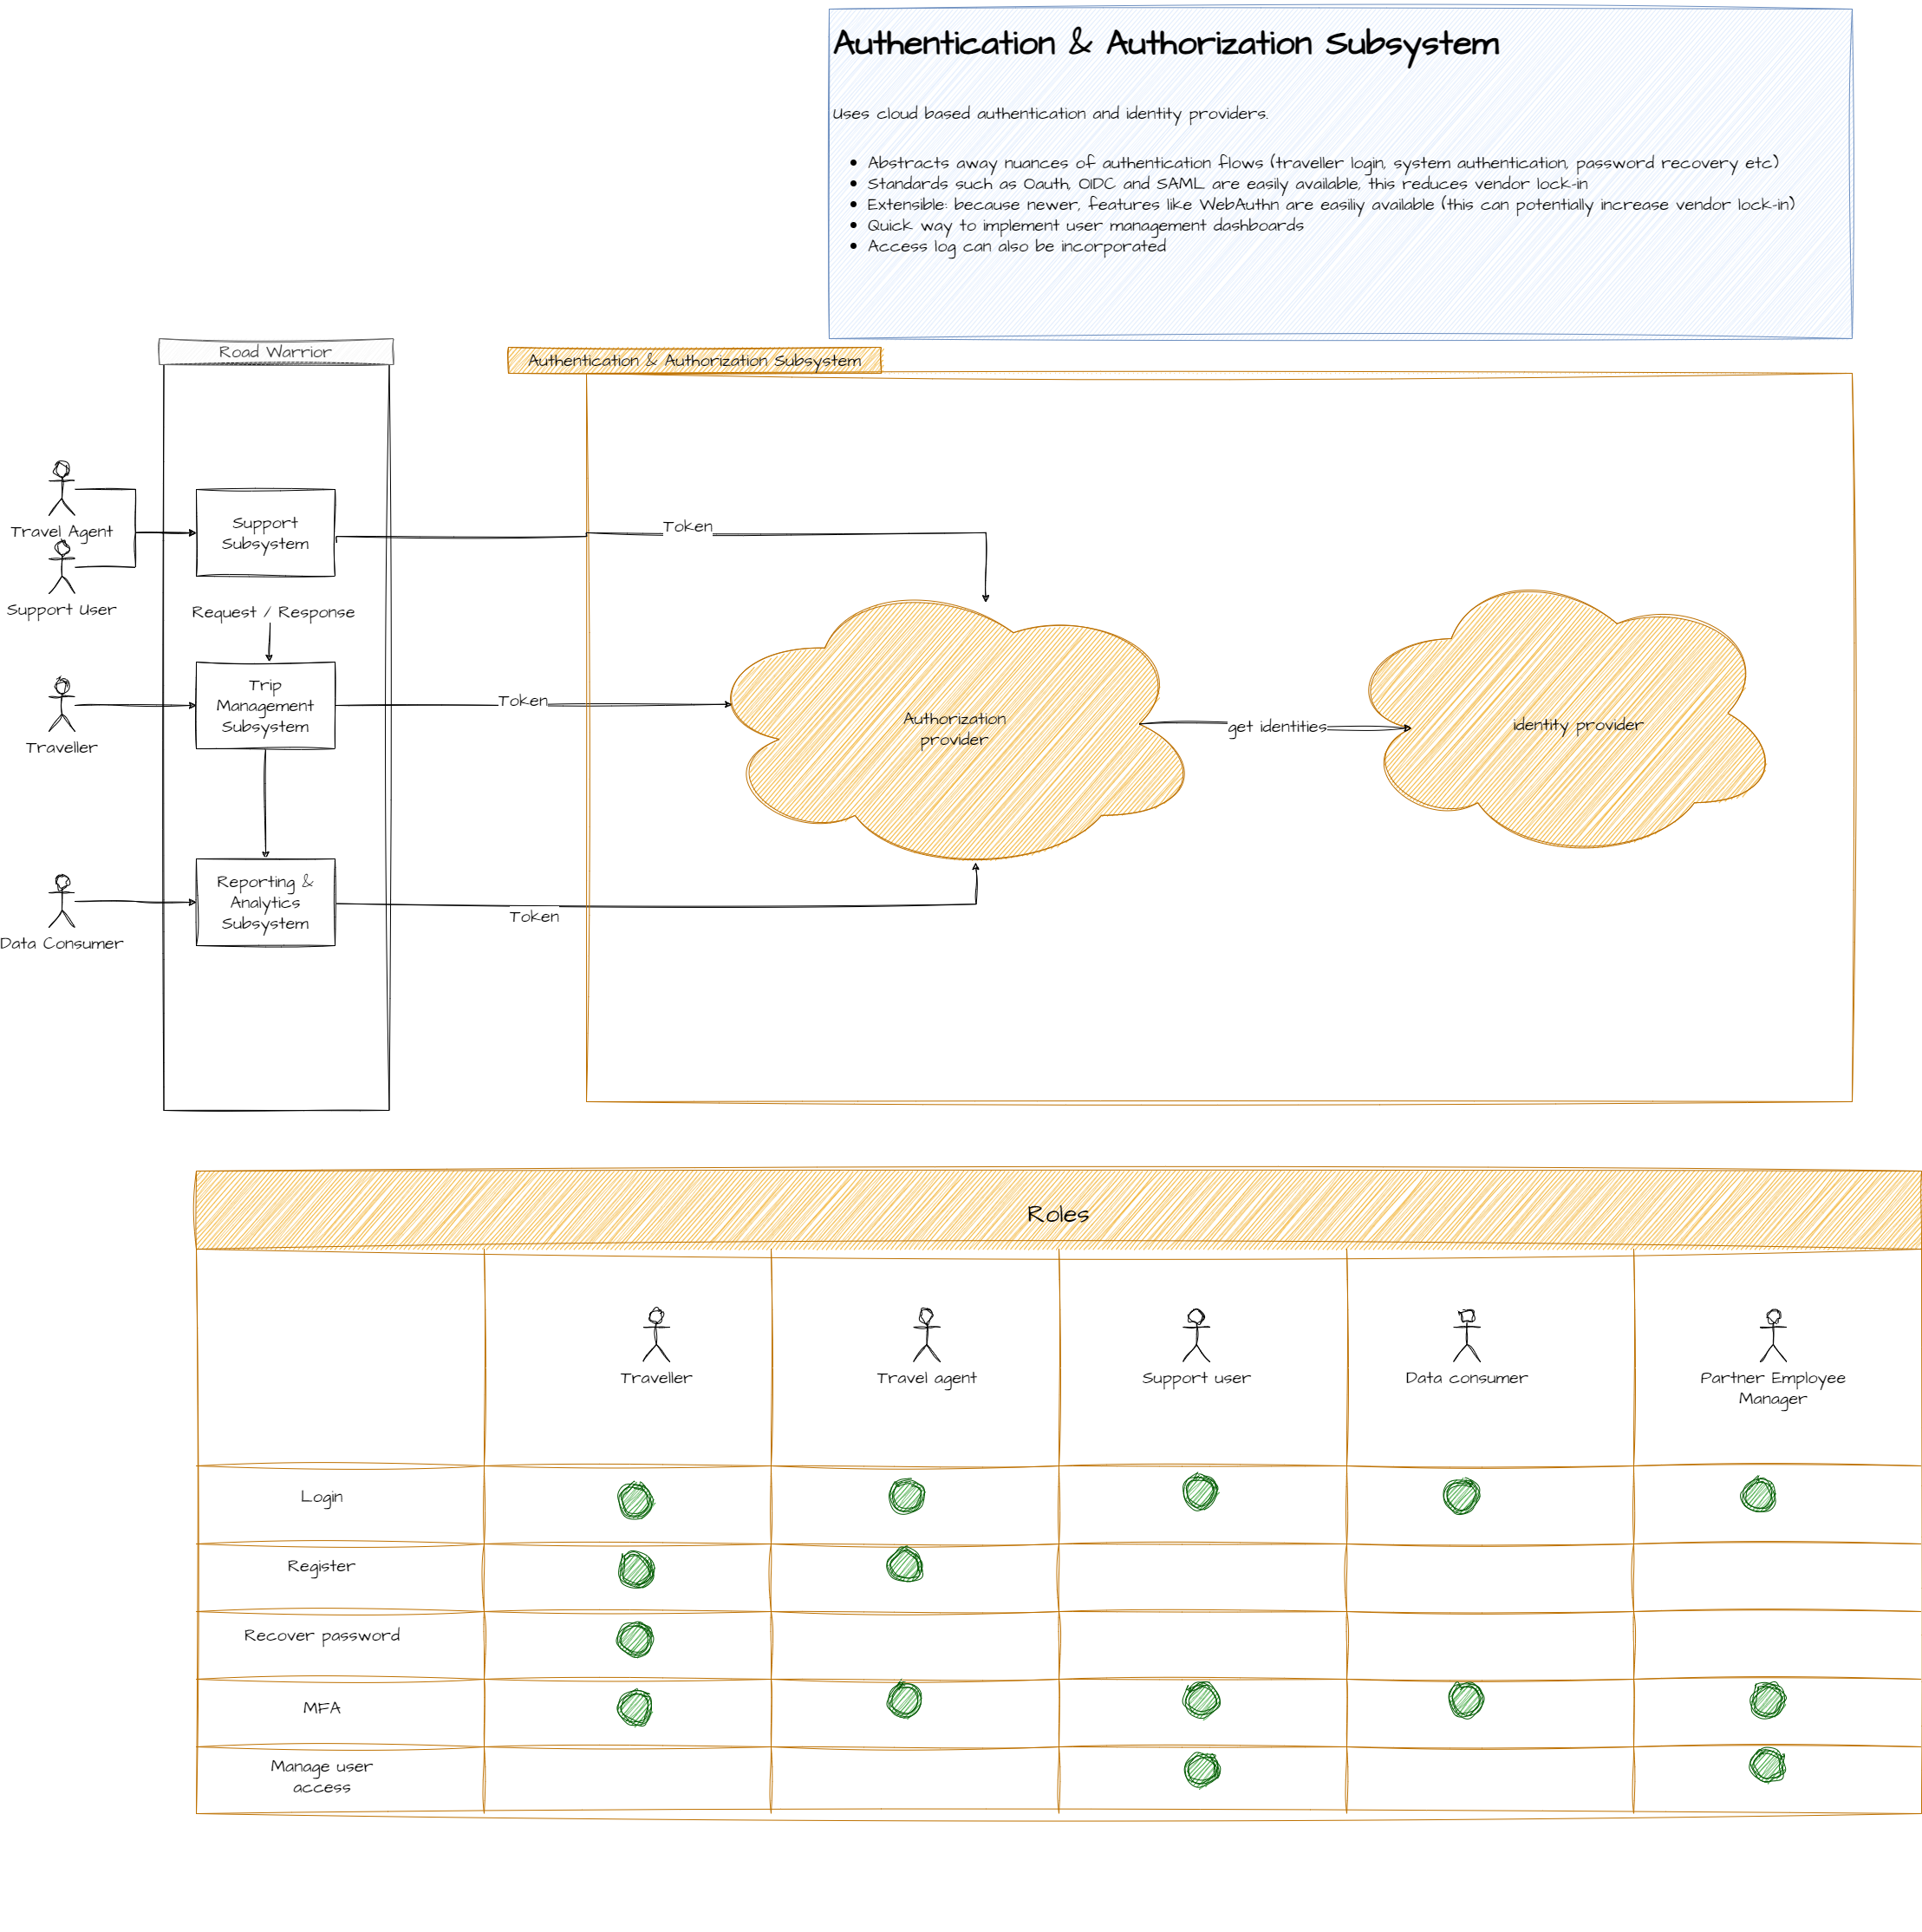 Authentication & Authorization Subsystem
Uses cloud based authentication and identity providers.
Abstracts away nuances of authentication flows (traveller login, system authentication, password recovery etc)
Standards such as Oauth, OIDC and SAML are easily available, this reduces vendor lock-in
Extensible: because newer, features like WebAuthn are easiliy available (this can potentially increase vendor lock-in)
Quick way to implement user management dashboards
Access log can also be incorporated
Road Warrior
Authentication & Authorization Subsystem
Travel Agent
Support User
Support
Subsystem
Token
Request / Response
Traveller
Trip
Management
Subsystem
Token
Authorization
provider
get identities
identity provider
Data Consumer
Reporting &
Analytics
Subsystem
Token
Roles
Traveller
Travel agent
Support user
Data consumer
Partner Employee
Manager
Login
Register
Recover password
MFA
Manage user
access